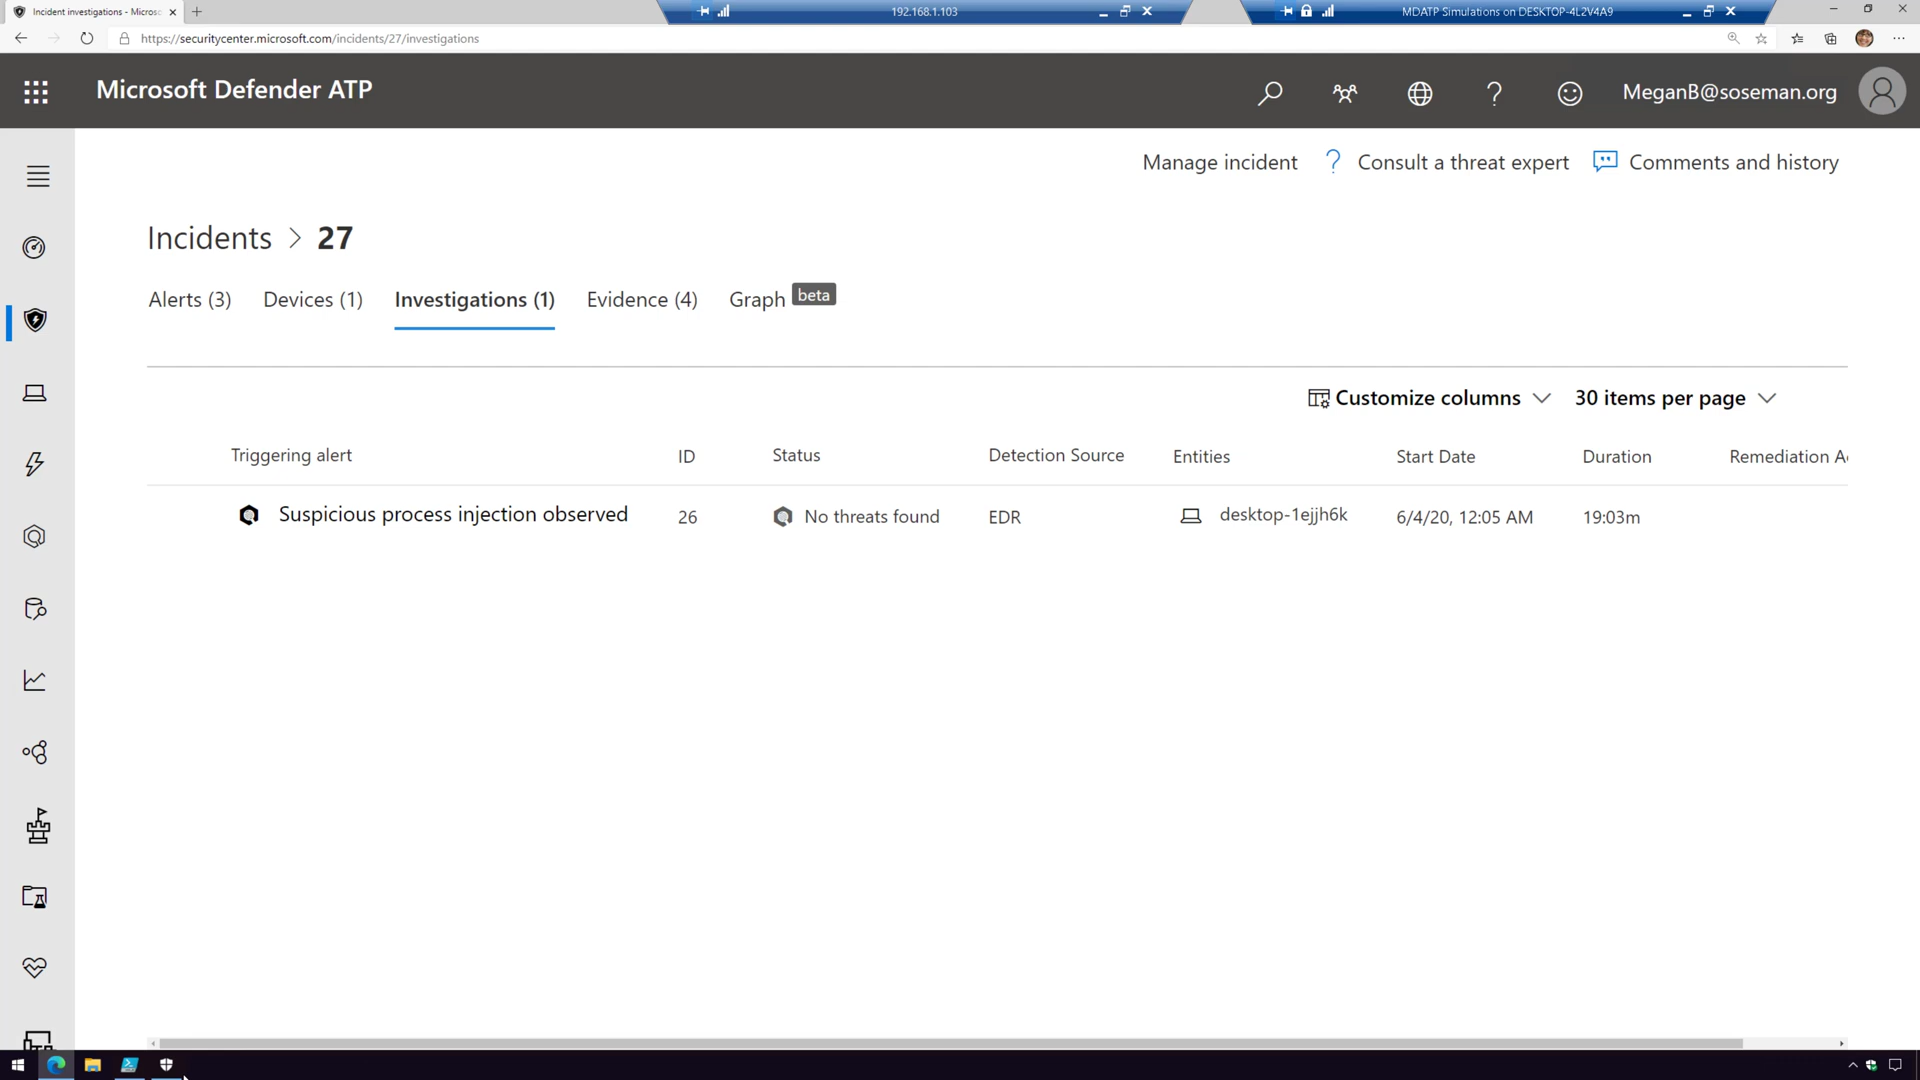 Incident investigations - Microsc
192.168.1.103
MDATP Simulations on DESKTOP-4L2V4A9
https://securitycenter.microsoft.com/incidents/27/investigations
Microsoft Defender ATP
MeganB@soseman.org
Manage incident
? Consult a threat expert
Comments and history
Incidents > 27
Alerts (3)
Devices (1)
Investigations (1)
Evidence (4)
Graph beta
Customize columns
30 items per page
Triggering alert ID Status Detection Source Entities Start Date Duration Remediation A
Suspicious process injection observed 26 No threats found EDR desktop-1ejjh6k 6/4/20, 12:05 AM 19:03m